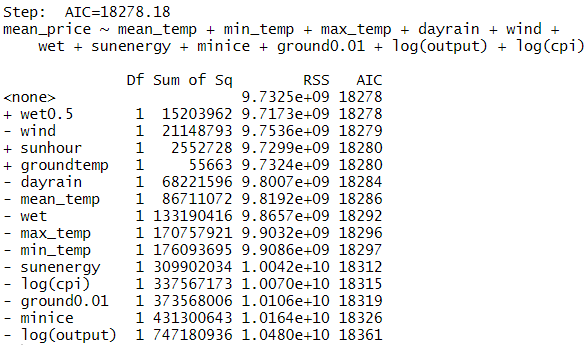 Step:  AIC=18278.18
mean_price ~ mean_temp + min_temp + max_temp + dayrain + wind +
    wet + sunenergy + minice + ground0.01 + log(output) + log(cpi)

              Df Sum of Sq        RSS   AIC
<none>                     9.7325e+09 18278
+ wet0.5       1  15203962 9.7173e+09 18278
- wind         1  21148793 9.7536e+09 18279
+ sunhour      1   2552728 9.7299e+09 18280
+ groundtemp   1     55663 9.7324e+09 18280
- dayrain      1  68221596 9.8007e+09 18284
- mean_temp    1  86711072 9.8192e+09 18286
- wet          1 133190416 9.8657e+09 18292
- max_temp     1 170757921 9.9032e+09 18296
- min_temp     1 176093695 9.9086e+09 18297
- sunenergy    1 309902034 1.0042e+10 18312
- log(cpi)     1 337567173 1.0070e+10 18315
- ground0.01   1 373568006 1.0106e+10 18319
- minice       1 431300643 1.0164e+10 18326
- log(output)  1 747180936 1.0480e+10 18361